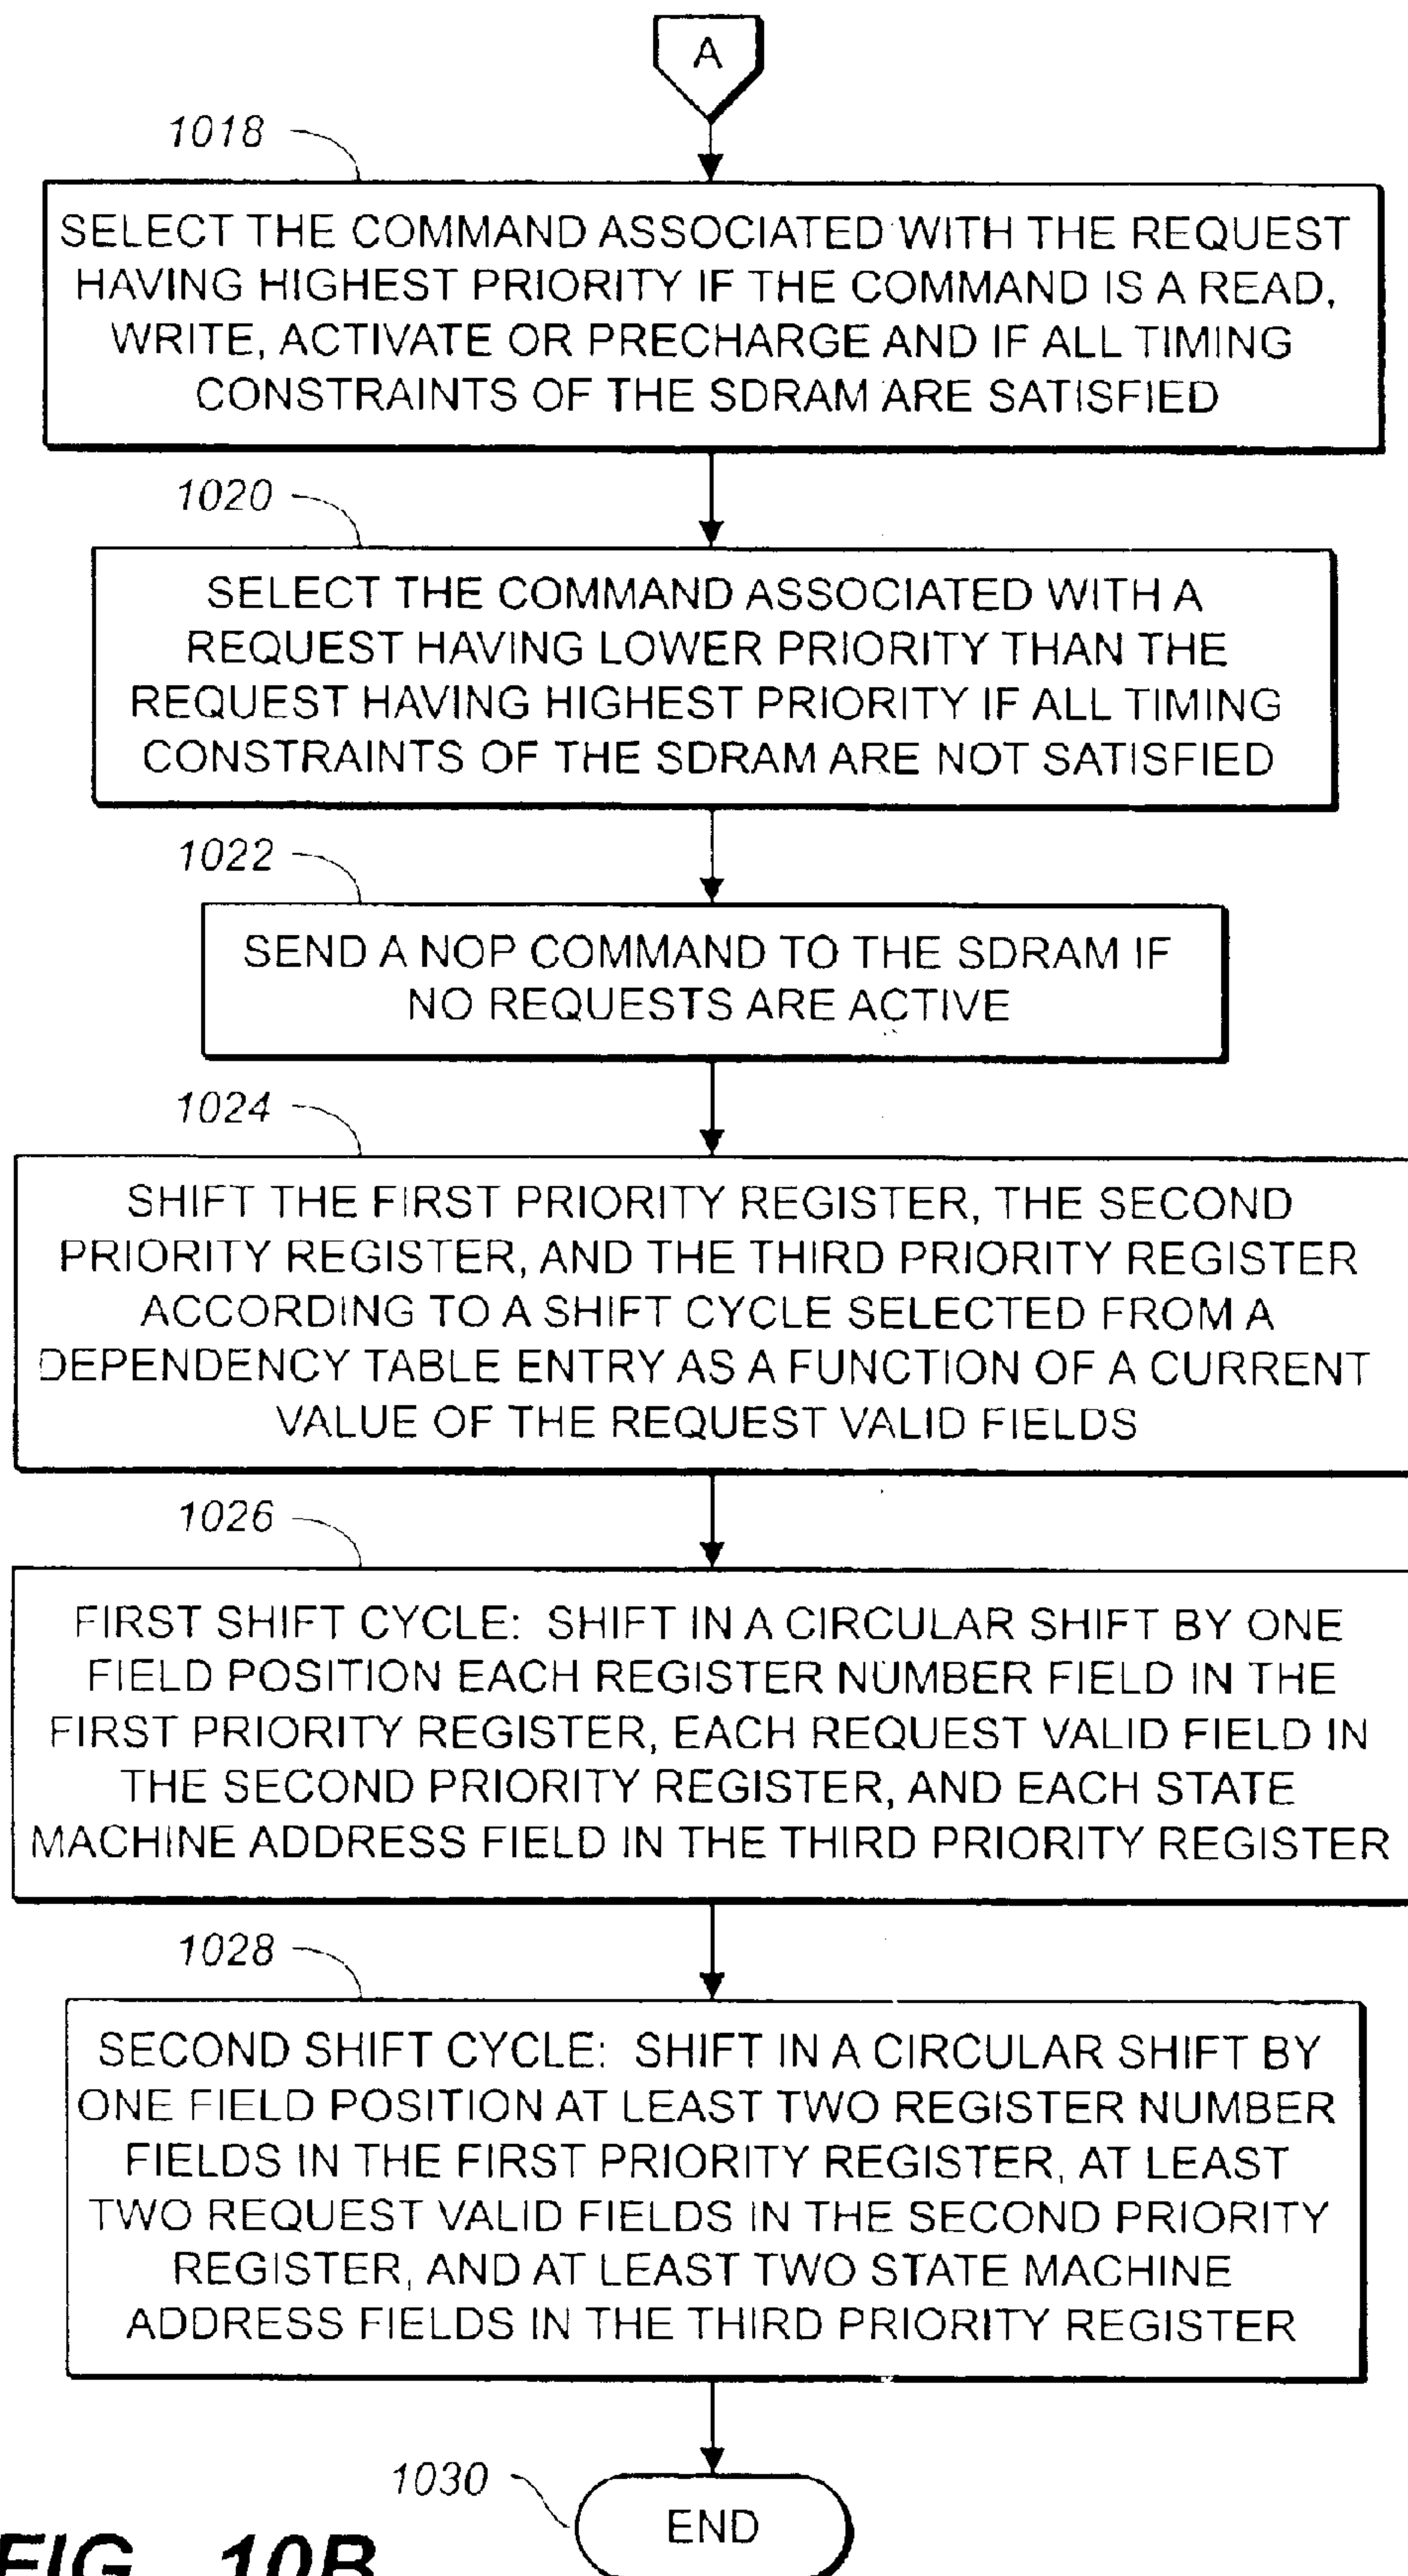 A
1018
SELECT THE COMMAND ASSOCIATED WITH THE REQUEST
HAVING HIGHEST PRIORITY IF THE COMMAND IS A READ,
WRITE, ACTIVATE OR PRECHARGE AND IF ALL TIMING
CONSTRAINTS OF THE SDRAM ARE SATISFIED
1020
SELECT THE COMMAND ASSOCIATED WITH A
REQUEST HAVING LOWER PRIORITY THAN THE
REQUEST HAVING HIGHEST PRIORITY IF ALL TIMING
CONSTRAINTS OF THE SDRAM ARE NOT SATISFIED
1022
SEND A NOP COMMAND TO THE SDRAM IF
NO REQUESTS ARE ACTIVE
1024
SHIFT THE FIRST PRIORITY REGISTER, THE SECOND
PRIORITY REGISTER, AND THE THIRD PRIORITY REGISTER
ACCORDING TO A SHIFT CYCLE SELECTED FROM A
DEPENDENCY TABLE ENTRY AS A FUNCTION OF A CURRENT
VALUE OF THE REQUEST VALID FIELDS
1026
FIRST SHIFT CYCLE: SHIFT IN A CIRCULAR SHIFT BY ONE
FIELD POSITION EACH REGISTER NUMBER FIELD IN THE
FIRST PRIORITY REGISTER, EACH REQUEST VALID FIELD IN
THE SECOND PRIORITY REGISTER, AND EACH STATE
MACHINE ADDRESS FIELD IN THE THIRD PRIORITY REGISTER
1028
SECOND SHIFT CYCLE: SHIFT IN A CIRCULAR SHIFT BY
ONE FIELD POSITION AT LEAST TWO REGISTER NUMBER
FIELDS IN THE FIRST PRIORITY REGISTER, AT LEAST
TWO REQUEST VALID FIELDS IN THE SECOND PRIORITY
REGISTER, AND AT LEAST TWO STATE MACHINE
ADDRESS FIELDS IN THE THIRD PRIORITY REGISTER
1030
END
FIG._10B